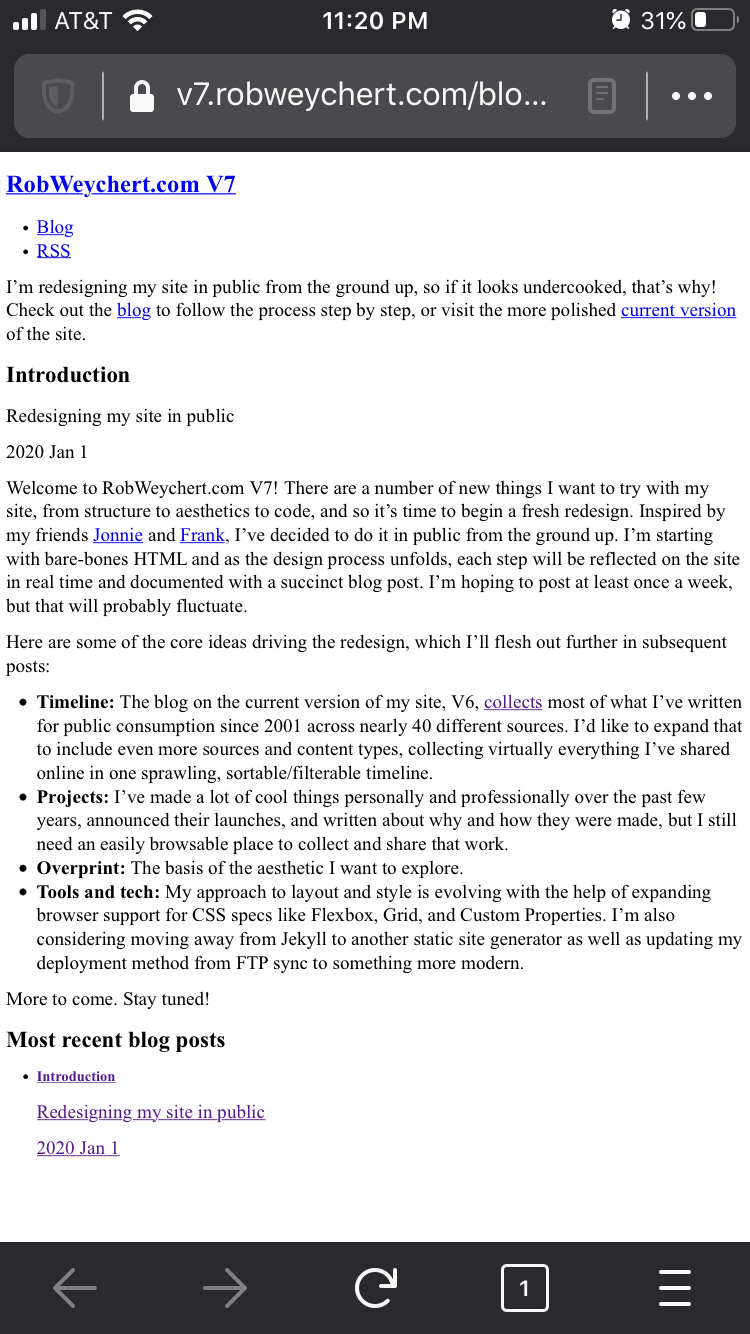 AT&T 11:20 PM 31%
v7.robweychert.com/blo...
RobWeychert.com V7
• Blog
• RSS
I’m redesigning my site in public from the ground up, so if it looks undercooked, that’s why!
Check out the blog to follow the process step by step, or visit the more polished current version
of the site.
Introduction
Redesigning my site in public
2020 Jan 1
Welcome to RobWeychert.com V7! There are a number of new things I want to try with my
site, from structure to aesthetics to code, and so it’s time to begin a fresh redesign. Inspired by
my friends Jonnie and Frank, I’ve decided to do it in public from the ground up. I’m starting
with bare-bones HTML and as the design process unfolds, each step will be reflected on the site
in real time and documented with a succinct blog post. I’m hoping to post at least once a week,
but that will probably fluctuate.
Here are some of the core ideas driving the redesign, which I’ll flesh out further in subsequent
posts:
• Timeline: The blog on the current version of my site, V6, collects most of what I’ve written
for public consumption since 2001 across nearly 40 different sources. I’d like to expand that
to include even more sources and content types, collecting virtually everything I’ve shared
online in one sprawling, sortable/filterable timeline.
• Projects: I’ve made a lot of cool things personally and professionally over the past few
years, announced their launches, and written about why and how they were made, but I still
need an easily browsable place to collect and share that work.
• Overprint: The basis of the aesthetic I want to explore.
• Tools and tech: My approach to layout and style is evolving with the help of expanding
browser support for CSS specs like Flexbox, Grid, and Custom Properties. I’m also
considering moving away from Jekyll to another static site generator as well as updating my
deployment method from FTP sync to something more modern.
More to come. Stay tuned!
Most recent blog posts
• Introduction
Redesigning my site in public
2020 Jan 1
1